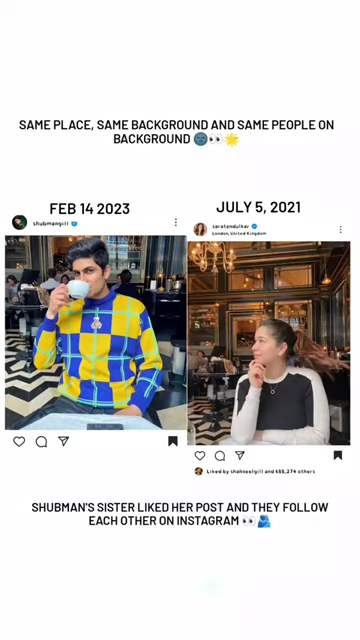 SAME PLACE, SAME BACKGROUND AND SAME PEOPLE ON
BACKGROUND 🌚👀🌟
FEB 14 2023
JULY 5, 2021
shubmangill
saratendulkar
London, United Kingdom
Liked by shahneelgill and 685,274 others
SHUBMAN'S SISTER LIKED HER POST AND THEY FOLLOW
EACH OTHER ON INSTAGRAM 👀🫂